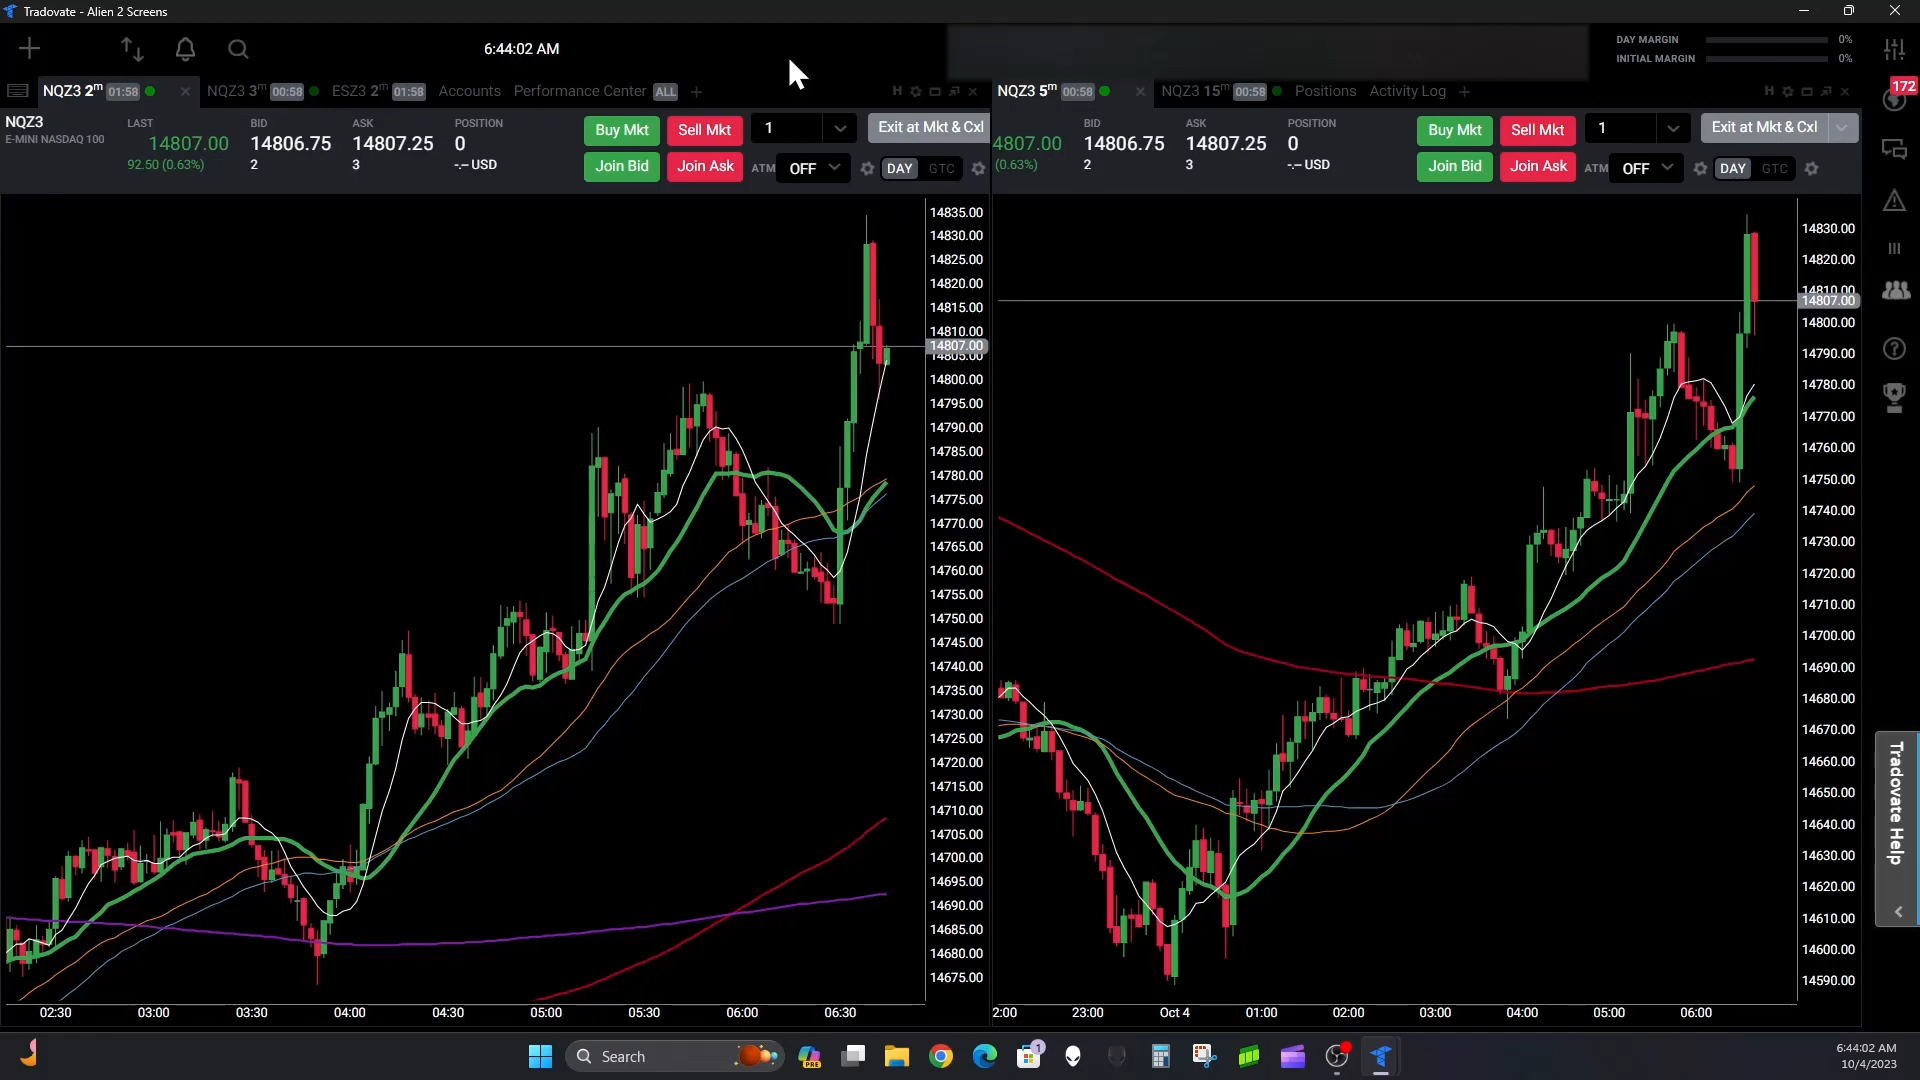 Tradovate - Alien 2 Screens
6:44:02 AM
DAY MARGIN 0%
INITIAL MARGIN 0%
172
NQZ3 2m 01:58
NQZ3 3m 00:58
ESZ3 2m 01:58
Accounts
Performance Center ALL
H
NQZ3 5m 00:58
NQZ3 15m 00:58
Positions
Activity Log
H
NQZ3
E-MINI NASDAQ 100
LAST
14807.00
92.50 (0.63%)
BID
14806.75
2
ASK
14807.25
3
POSITION
0
-.-- USD
Buy Mkt
Sell Mkt
1
Exit at Mkt & Cxl
Join Bid
Join Ask
ATM
OFF
DAY
GTC
4807.00
(0.63%)
BID
14806.75
2
ASK
14807.25
3
POSITION
0
-.-- USD
Buy Mkt
Sell Mkt
1
Exit at Mkt & Cxl
Join Bid
Join Ask
ATM
OFF
DAY
GTC
14835.00
14830.00
14825.00
14820.00
14815.00
14810.00
14807.00
14805.00
14800.00
14795.00
14790.00
14785.00
14780.00
14775.00
14770.00
14765.00
14760.00
14755.00
14750.00
14745.00
14740.00
14735.00
14730.00
14725.00
14720.00
14715.00
14710.00
14705.00
14700.00
14695.00
14690.00
14685.00
14680.00
14675.00
02:30
03:00
03:30
04:00
04:30
05:00
05:30
06:00
06:30
14830.00
14820.00
14810.00
14807.00
14800.00
14790.00
14780.00
14770.00
14760.00
14750.00
14740.00
14730.00
14720.00
14710.00
14700.00
14690.00
14680.00
14670.00
14660.00
14650.00
14640.00
14630.00
14620.00
14610.00
14600.00
14590.00
2:00
23:00
Oct 4
01:00
02:00
03:00
04:00
05:00
06:00
Tradovate Help
Search
PRE
1
6:44:02 AM
10/4/2023